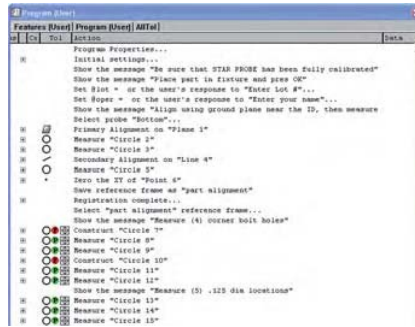 Program [User]
Features [User] Program [User] AllTol
Cs Tol Action Data
Program Properties...
Initial settings...
Show the message "Be sure that STAR PROBE has been fully calibrated"
Show the message "Place part in fixture and press OK"
Set $lot = or the user's response to "Enter Lot #"...
Set $oper = or the user's response to "Enter your name"...
Show the message "Align using ground plane near the ID, then measure
Select probe "Bottom"...
Primary Alignment on "Plane 1"
Measure "Circle 2"
Measure "Circle 3"
Secondary Alignment on "Line 4"
Measure "Circle 5"
Zero the XY of "Point 6"
Save reference frame as "part alignment"
Registration complete...
Select "part alignment" reference frame...
Show the message "Measure (4) corner bolt holes"
Construct "Circle 7"
Measure "Circle 8"
Measure "Circle 9"
Construct "Circle 10"
Measure "Circle 11"
Measure "Circle 12"
Show the message "Measure (5) .125 dia locations"
Measure "Circle 13"
Measure "Circle 14"
Measure "Circle 15"